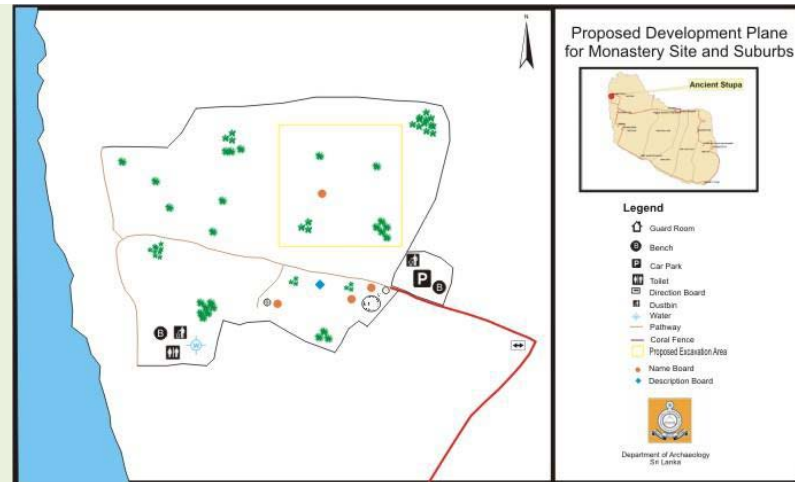 N
Proposed Development Plane
for Monastery Site and Suburbs
Ancient Stupa
Legend
Guard Room
B Bench
P Car Park
Toilet
Direction Board
Dustbin
Water
Pathway
Coral Fence
Proposed Excavation Area
Name Board
Description Board
Department of Archaeology
Sri Lanka
P
B
B
W